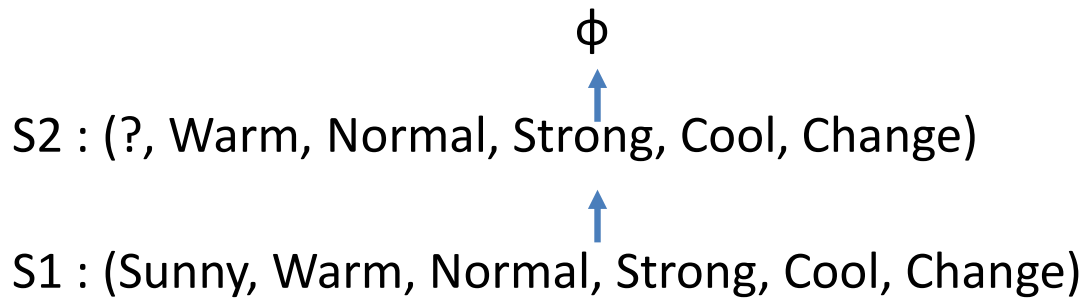 ф
S2 : (?, Warm, Normal, Strong, Cool, Change)
S1 : (Sunny, Warm, Normal, Strong, Cool, Change)